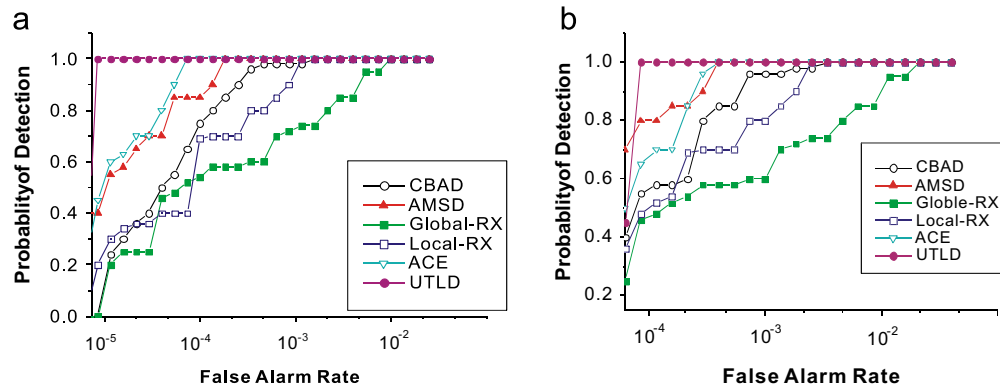 a
Probablityof Detection
1.0
0.8
0.6
0.4
0.2
0.0
10-5
10-4
10-3
10-2
False Alarm Rate
CBAD
AMSD
Global-RX
Local-RX
ACE
UTLD
b
Probablity of Detection
1.0
0.8
0.6
0.4
0.2
10-4
10-3
10-2
False Alarm Rate
CBAD
AMSD
Globle-RX
Local-RX
ACE
UTLD